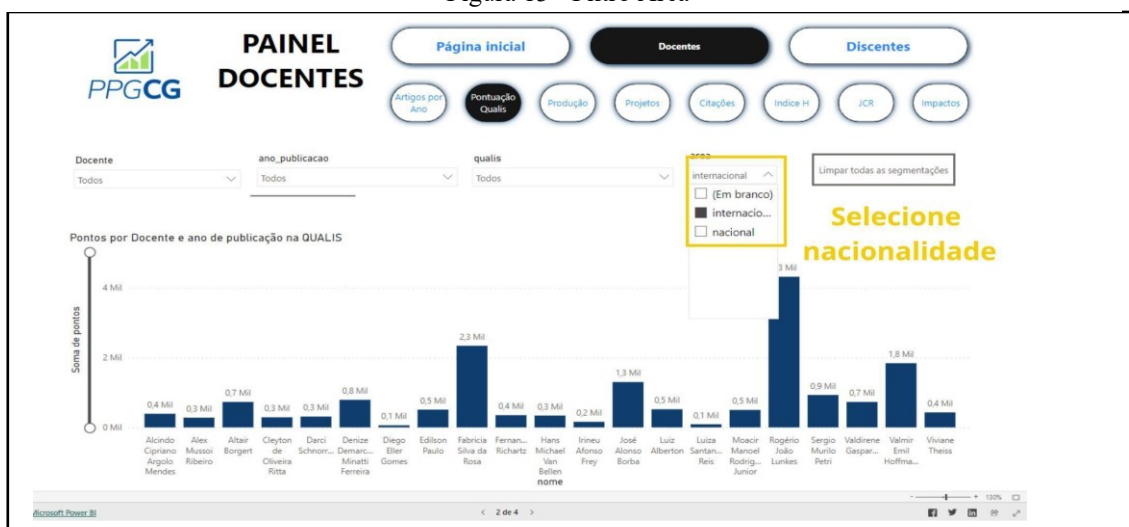 PPGCG
PAINEL
DOCENTES
Página inicial
Docentes
Discentes
Artigos por
Ano
Pontuação
Qualis
Produção
Projetos
Citações
Indice H
JCR
Impactos
Docente
ano_publicacao
qualis
Todos
Todos
Todos
internacional
Limpar todas as segmentações
(Em branco)
internacio...
nacional
Selecione
nacionalidade
Pontos por Docente e ano de publicação na QUALIS
Soma de pontos
4 Mil
2 Mil
0 Mil
0,4 Mil
0,3 Mil
0,7 Mil
0,3 Mil
0,3 Mil
0,8 Mil
0,1 Mil
0,5 Mil
2,3 Mil
0,4 Mil
0,3 Mil
0,2 Mil
1,3 Mil
0,5 Mil
0,1 Mil
0,5 Mil
3 Mil
0,9 Mil
0,7 Mil
1,8 Mil
0,4 Mil
Alcindo
Cipriano
Argolo
Mendes
Alex
Mussoi
Ribeiro
Altair
Borgert
Cleyton
de
Oliveira
Ritta
Darci
Schnorr...
Denize
Demarc...
Minatti
Ferreira
Diego
Eller
Gomes
Edilson
Paulo
Fabricia
Silva da
Rosa
Fernan...
Richartz
Hans
Michael
Van
Bellen
Irineu
Afonso
Frey
José
Alonso
Borba
Luiz
Alberton
Luiza
Santan...
Reis
Moacir
Manoel
Rodrig...
Junior
Rogério
João
Lunkes
Sergio
Murilo
Petri
Valdirene
Gaspar...
Valmir
Emil
Hoffma...
Viviane
Theiss
nome
130%
Microsoft Power BI
2 de 4